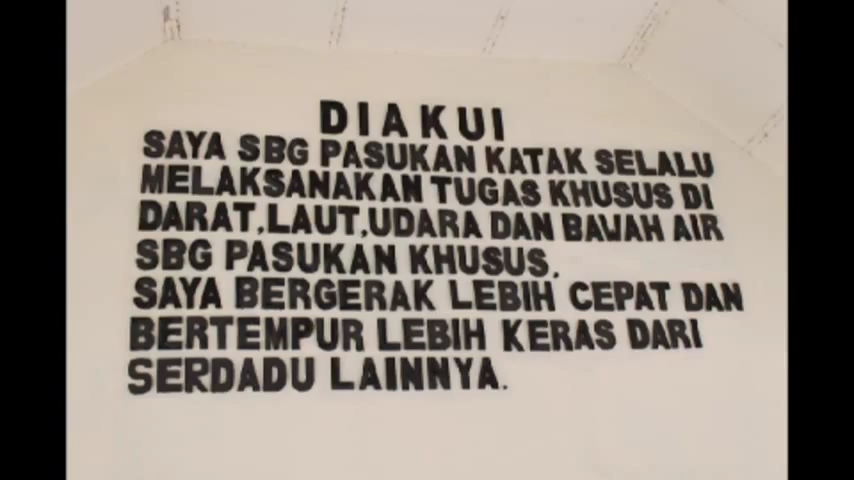 DIAKUI
SAYA SBG PASUKAN KATAK SELALU
MELAKSANAKAN TUGAS KHUSUS DI
DARAT,LAUT,UDARA DAN BAWAH AIR
SBG PASUKAN KHUSUS,
SAYA BERGERAK LEBIH CEPAT DAN
BERTEMPUR LEBIH KERAS DARI
SERDADU LAINNYA.